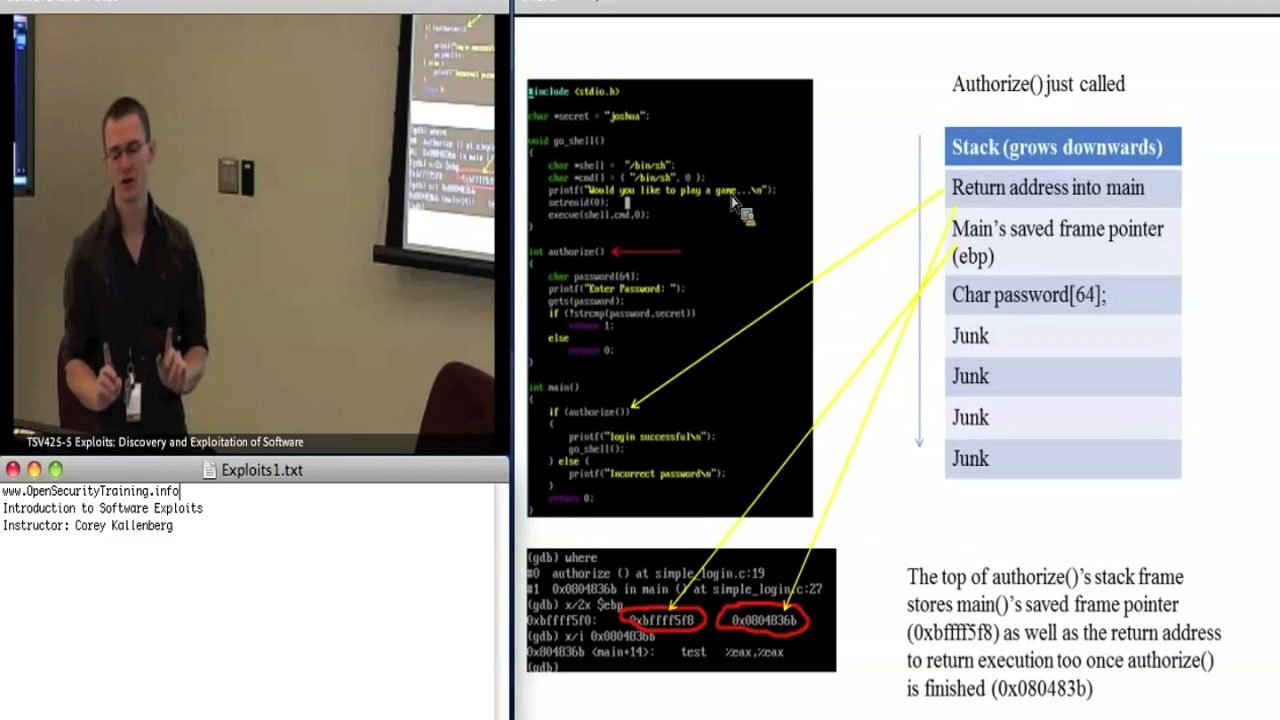 TSV425-5 Exploits: Discovery and Exploitation of Software
Exploits1.txt
www.OpenSecurityTraining.info
Introduction to Software Exploits
Instructor: Corey Kallenberg
#include <stdio.h>
char *secret = "joshua";
void go_shell()
{
char *shell = "/bin/sh";
char *cmd[] = { "/bin/sh", 0 };
printf("Would you like to play a game...\n");
setreuid(0);
execve(shell,cmd,0);
}
int authorize()
{
char password[64];
printf("Enter Password: ");
gets(password);
if (!strcmp(password,secret))
return 1;
else
return 0;
}
int main()
{
if (authorize())
{
printf("login successful\n");
go_shell();
} else {
printf("Incorrect password\n");
}
return 0;
}
(gdb) where
#0 authorize () at simple_login.c:19
#1 0x0804836b in main () at simple_login.c:27
(gdb) x/2x $ebp
0xbffff5f0: 0xbffff5f8 0x0804836b
(gdb) x/i 0x0804836b
0x804836b <main+14>: test %eax,%eax
(gdb)
Authorize() just called
Stack (grows downwards)
Return address into main
Main's saved frame pointer
(ebp)
Char password[64];
Junk
Junk
Junk
Junk
The top of authorize()'s stack frame
stores main()'s saved frame pointer
(0xbffff5f8) as well as the return address
to return execution too once authorize()
is finished (0x080483b)